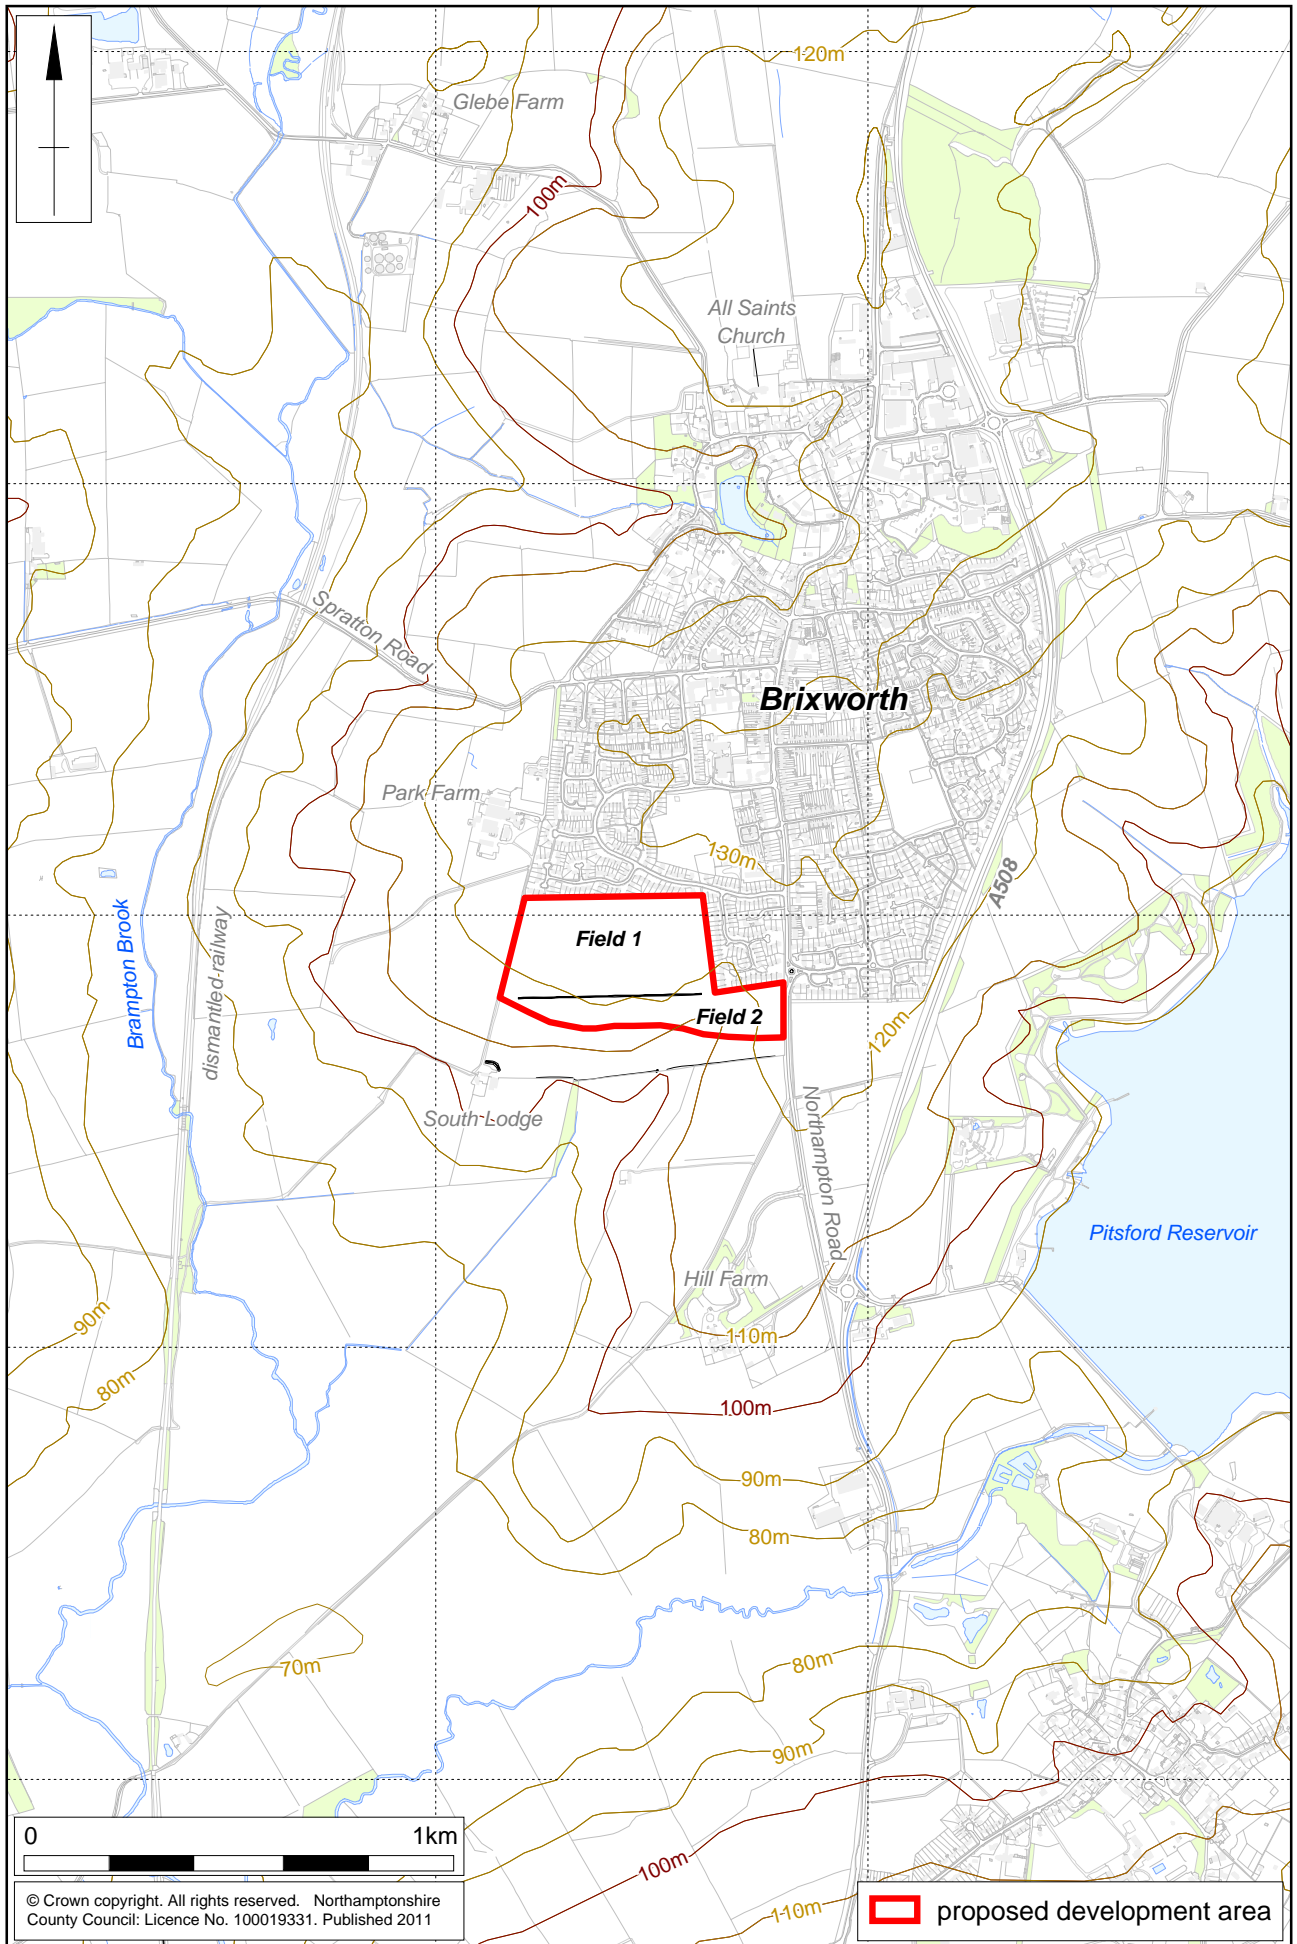 120m
Glebe Farm
100m
All Saints
Church
Spratton Road
Brixworth
Park Farm
130m
A508
Field 1
Brampton Brook
dismantled railway
Field 2
120m
South Lodge
Northampton Road
Pitsford Reservoir
Hill Farm
90m
110m
80m
100m
90m
80m
70m
80m
90m
100m
110m
0 1km
© Crown copyright. All rights reserved. Northamptonshire
County Council: Licence No. 100019331. Published 2011
proposed development area